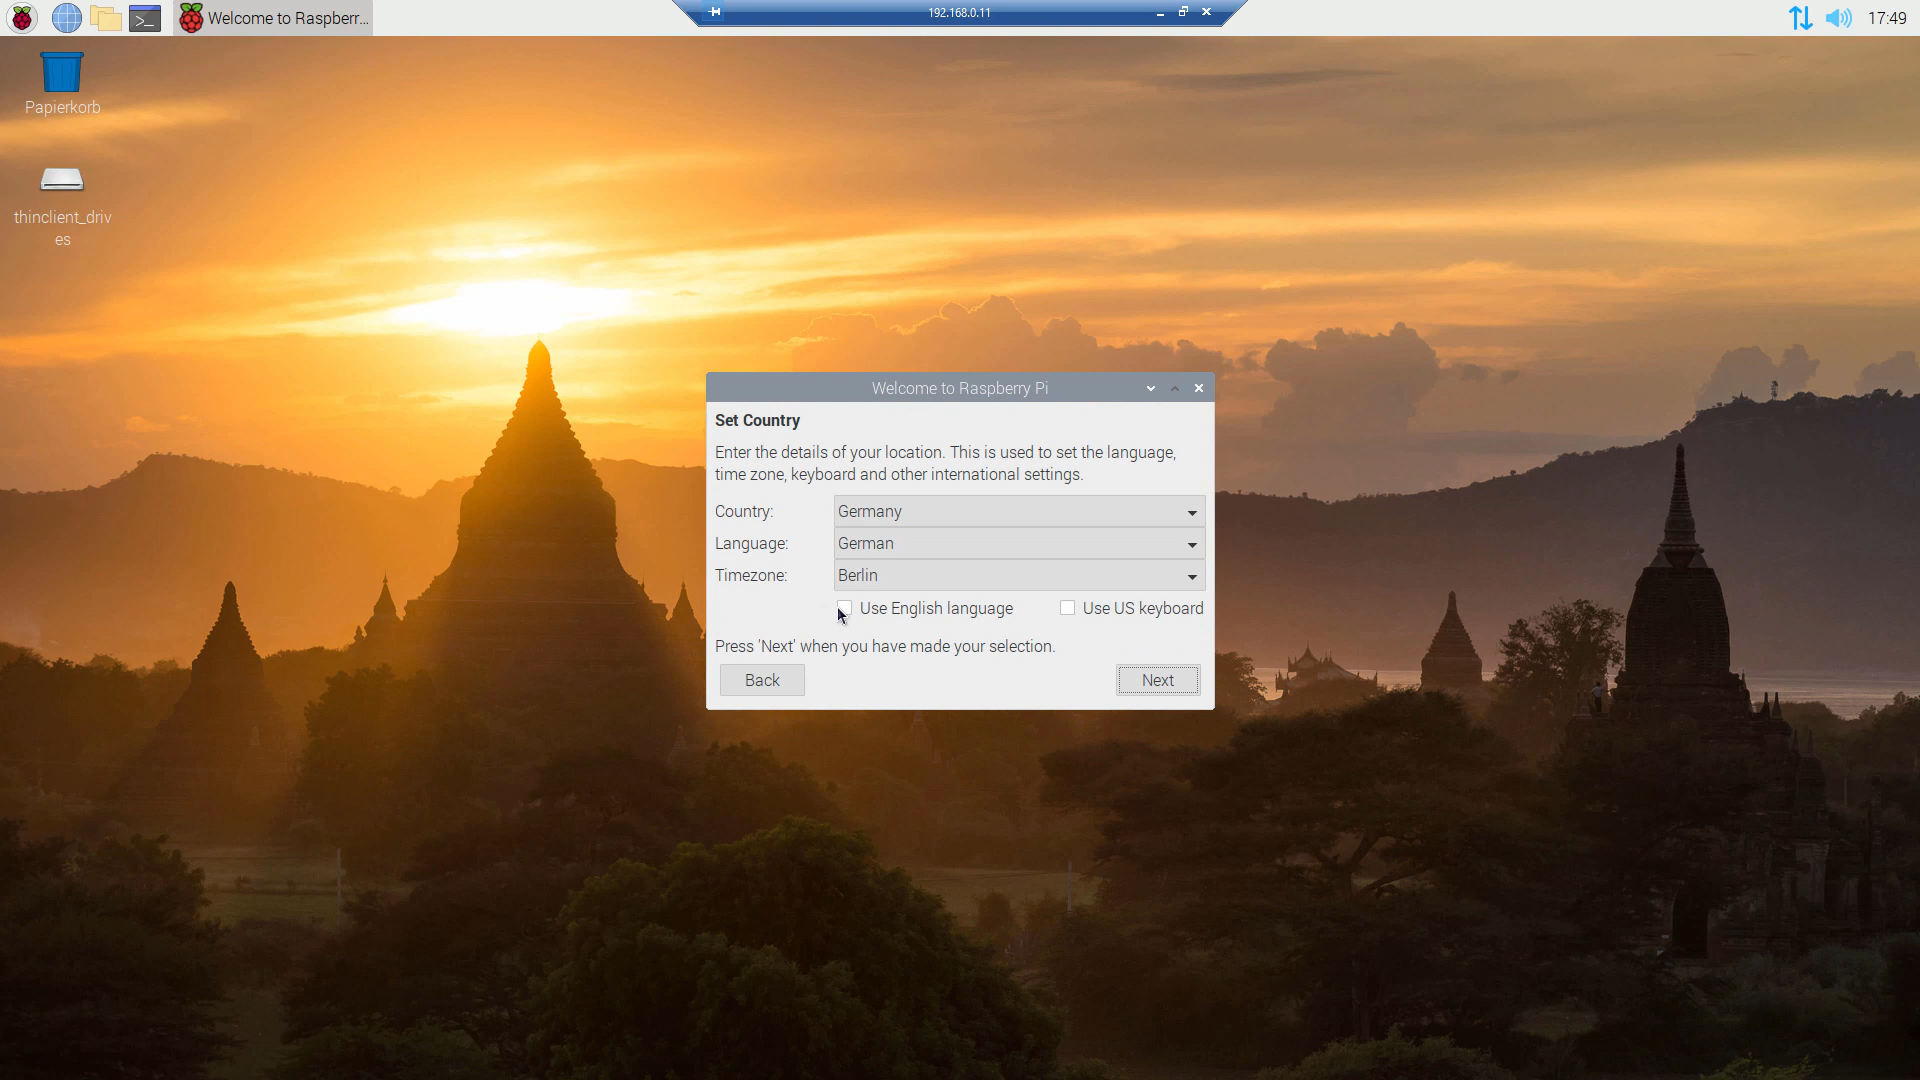 Welcome to Raspberr...
192.168.0.11
17:49
Papierkorb
thinclient_driv
es
Welcome to Raspberry Pi
Set Country
Enter the details of your location. This is used to set the language,
time zone, keyboard and other international settings.
Country: Germany
Language: German
Timezone: Berlin
Use English language Use US keyboard
Press 'Next' when you have made your selection.
Back Next